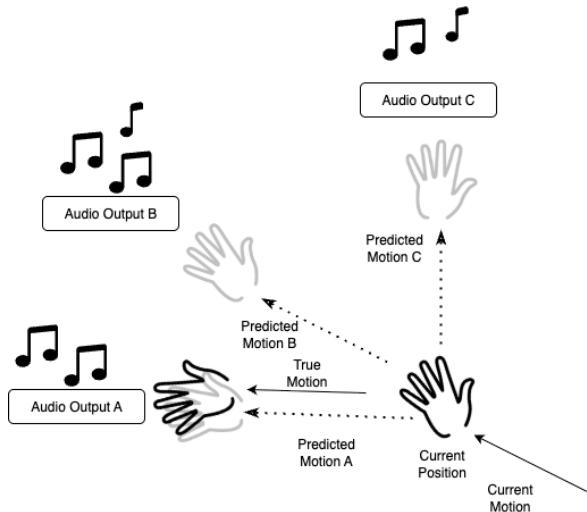 Audio Output C
Audio Output B
Predicted
Motion C
Predicted
Motion B
True
Motion
Audio Output A
Predicted
Motion A
Current
Position
Current
Motion